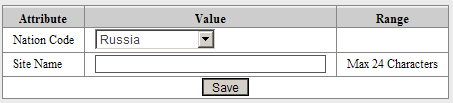 Attribute Value Range
Nation Code Russia
Site Name Max 24 Characters
Save